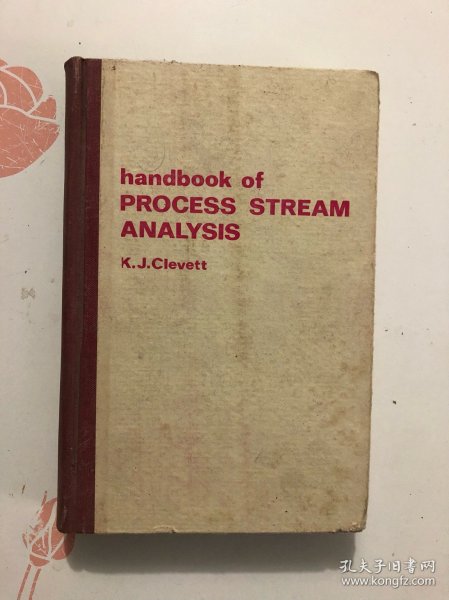 handbook of
PROCESS STREAM
ANALYSIS
K.J.Clevett
孔夫子旧书网
www.kongfz.com